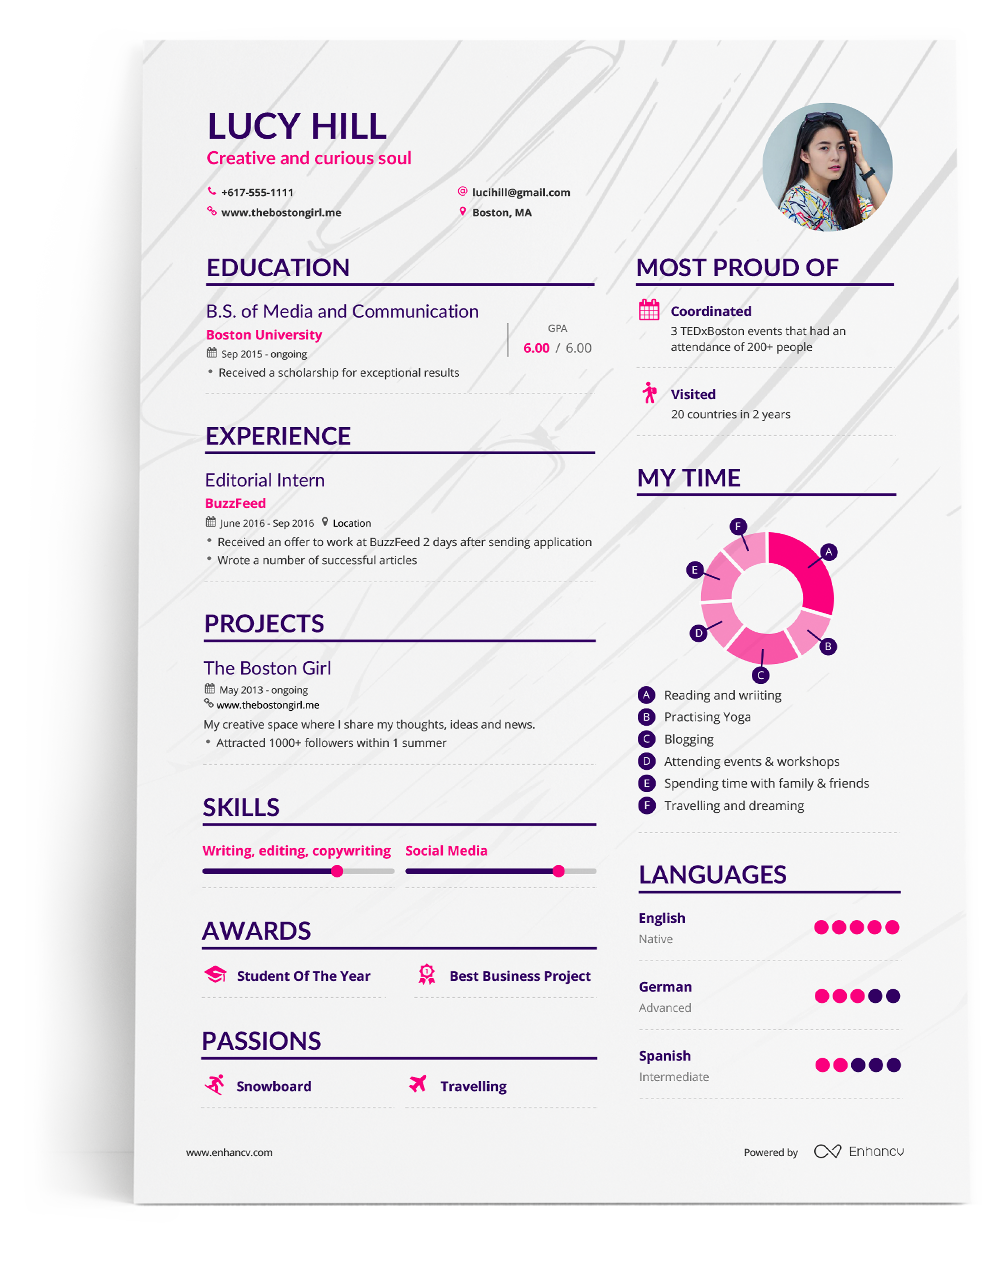 LUCY HILL
Creative and curious soul
+617-555-1111
lucihill@gmail.com
www.thebostongirl.me
Boston, MA
EDUCATION
B.S. of Media and Communication
Boston University
Sep 2015 - ongoing
Received a scholarship for exceptional results
GPA
6.00 / 6.00
EXPERIENCE
Editorial Intern
BuzzFeed
June 2016 - Sep 2016 Location
Received an offer to work at BuzzFeed 2 days after sending application
Wrote a number of successful articles
PROJECTS
The Boston Girl
May 2013 - ongoing
www.thebostongirl.me
My creative space where I share my thoughts, ideas and news.
Attracted 1000+ followers within 1 summer
SKILLS
Writing, editing, copywriting
Social Media
AWARDS
Student Of The Year
1
Best Business Project
PASSIONS
Snowboard
Travelling
MOST PROUD OF
Coordinated
3 TEDxBoston events that had an
attendance of 200+ people
Visited
20 countries in 2 years
MY TIME
F
A
E
D
B
C
A Reading and wriiting
B Practising Yoga
C Blogging
D Attending events & workshops
E Spending time with family & friends
F Travelling and dreaming
LANGUAGES
English
Native
German
Advanced
Spanish
Intermediate
www.enhancv.com
Powered by Enhancv